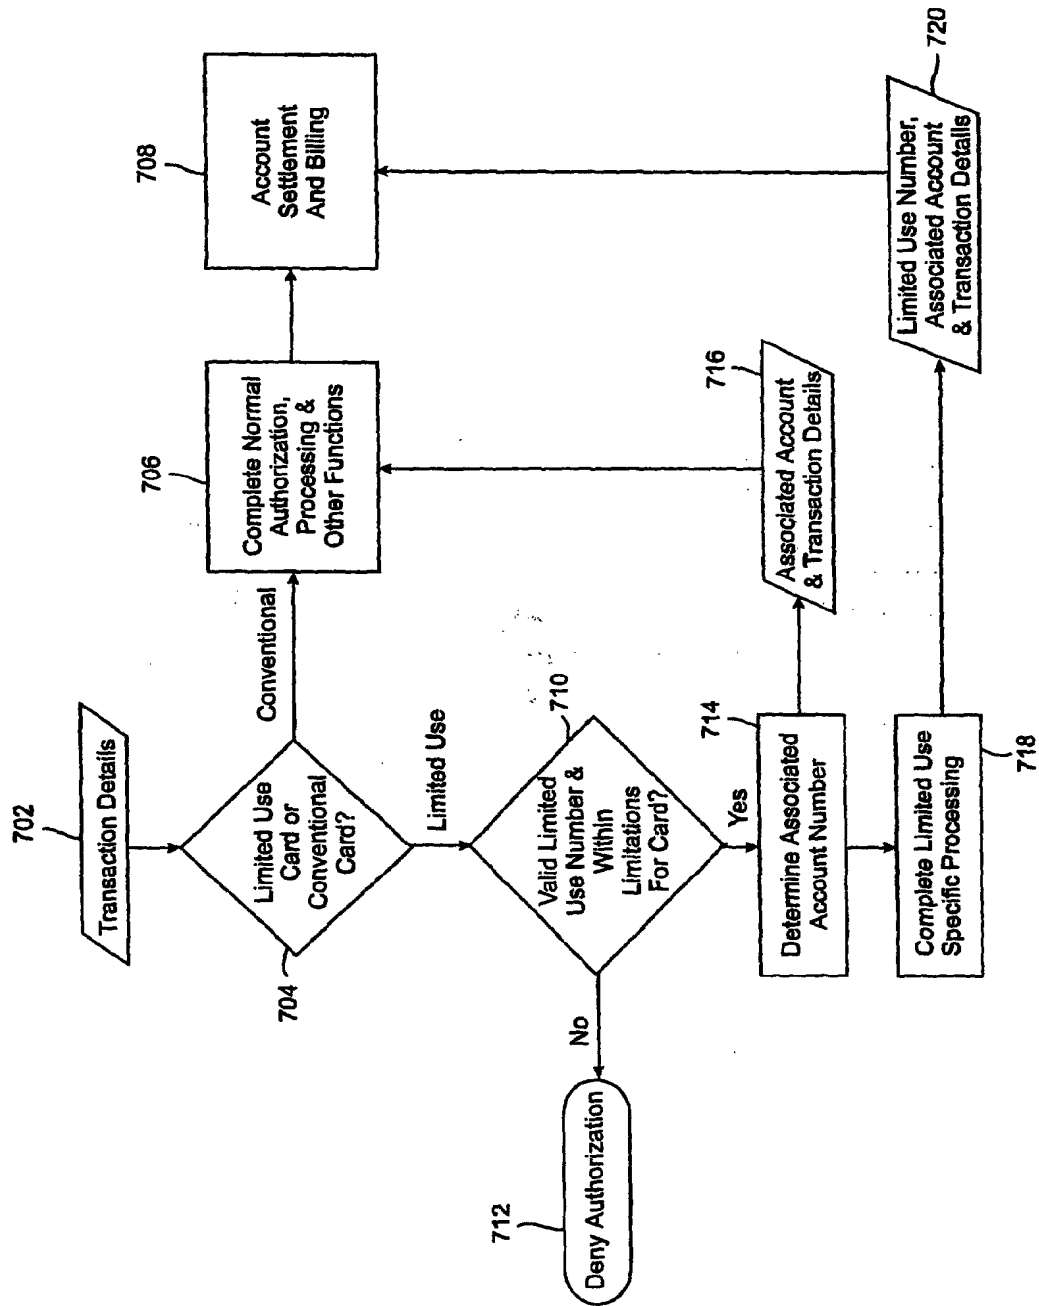 702
Transaction Details
704
Limited Use
Card or
Conventional
Card?
Conventional
706
Complete Normal
Authorization,
Processing &
Other Functions
708
Account
Settlement
And Billing
Limited Use
710
Valid Limited
Use Number &
Within
Limitations
For Card?
No
712
Deny Authorization
Yes
714
Determine Associated
Account Number
716
Associated Account
& Transaction Details
718
Complete Limited Use
Specific Processing
720
Limited Use Number,
Associated Account
& Transaction Details